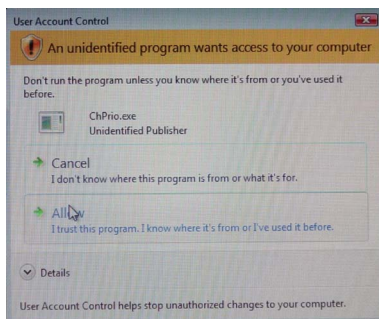 User Account Control
An unidentified program wants access to your computer
Don't run the program unless you know where it's from or you've used it
before.
ChPrio.exe
Unidentified Publisher
Cancel
I don't know where this program is from or what it's for.
Allow
I trust this program. I know where it's from or I've used it before.
Details
User Account Control helps stop unauthorized changes to your computer.